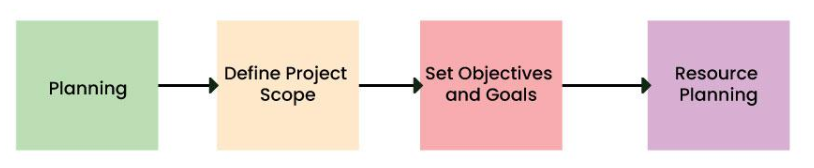 Planning
Define Project
Scope
Set Objectives
and Goals
Resource
Planning